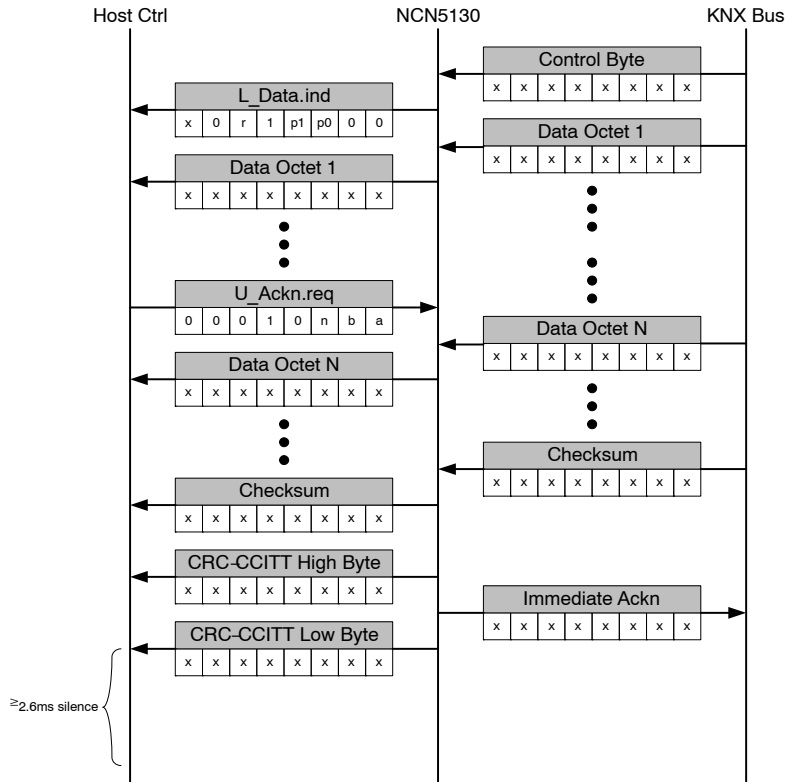 Host Ctrl NCN5130 KNX Bus
Control Byte
x x x x x x x x
L_Data.ind
x 0 r 1 p1 p0 0 0
Data Octet 1
x x x x x x x x
Data Octet 1
x x x x x x x x
U_Ackn.req
0 0 0 1 0 n b a
Data Octet N
x x x x x x x x
Data Octet N
x x x x x x x x
Checksum
x x x x x x x x
Checksum
x x x x x x x x
CRC-CCITT High Byte
x x x x x x x x
Immediate Ackn
x x x x x x x x
CRC-CCITT Low Byte
x x x x x x x x
≥2.6ms silence